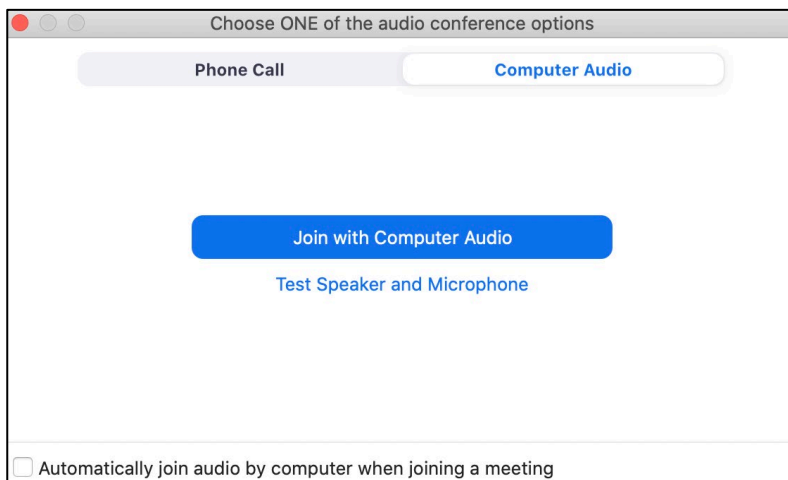 Choose ONE of the audio conference options
Phone Call
Computer Audio
Join with Computer Audio
Test Speaker and Microphone
Automatically join audio by computer when joining a meeting